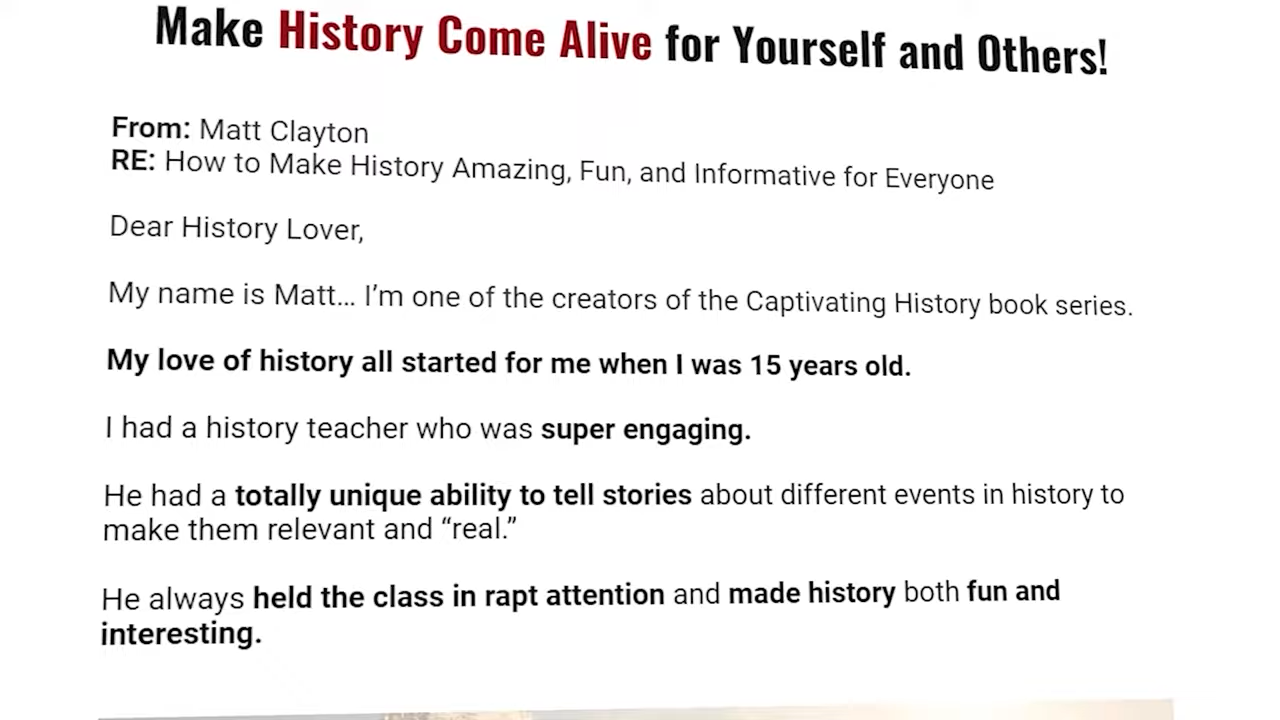 Make History Come Alive for Yourself and Others!
From: Matt Clayton
RE: How to Make History Amazing, Fun, and Informative for Everyone
Dear History Lover,
My name is Matt... I’m one of the creators of the Captivating History book series.
My love of history all started for me when I was 15 years old.
I had a history teacher who was super engaging.
He had a totally unique ability to tell stories about different events in history to
make them relevant and “real.”
He always held the class in rapt attention and made history both fun and
interesting.